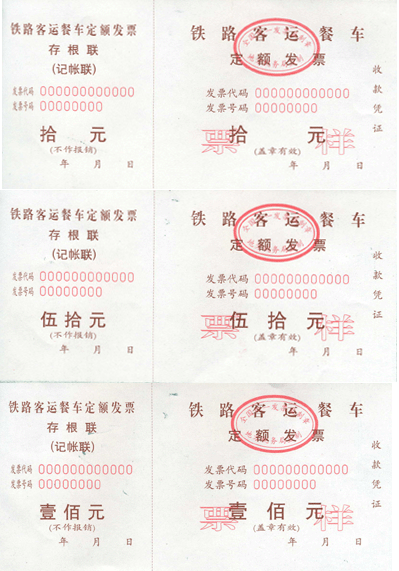 铁路客运餐车定额发票
存根联
(记帐联)
发票代码 000000000000
发票号码 00000000
拾 元
(不作报销)
年 月 日
铁路客运餐车
定额发票
发票代码 000000000000
发票号码 00000000
票 拾 元 样
(盖章有效)
年 月 日
收款凭证
铁路客运餐车定额发票
存根联
(记帐联)
发票代码 000000000000
发票号码 00000000
伍拾元
(不作报销)
年 月 日
铁路客运餐车
定额发票
发票代码 000000000000
发票号码 00000000
票 伍拾元 样
(盖章有效)
年 月 日
收款凭证
铁路客运餐车定额发票
存根联
(记帐联)
发票代码 000000000000
发票号码 00000000
壹佰元
(不作报销)
年 月 日
铁路客运餐车
定额发票
发票代码 000000000000
发票号码 00000000
票 壹佰元 样
(盖章有效)
年 月 日
收款凭证